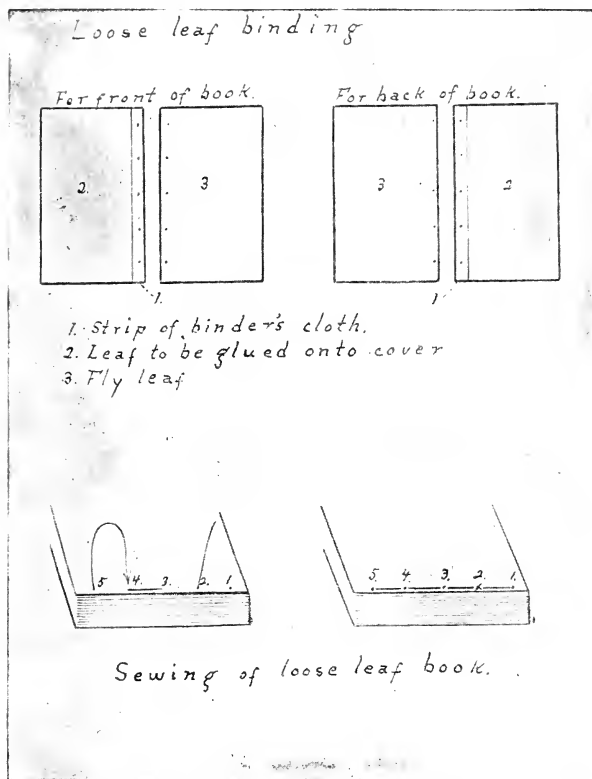 Loose leaf binding
For front of book.
For back of book.
2.
3
3
2
1.
1
1. Strip of binder's cloth.
2. Leaf to be glued onto cover
3. Fly leaf
5 4. 3. 2. 1.
5. 4. 3. 2. 1.
Sewing of loose leaf book.